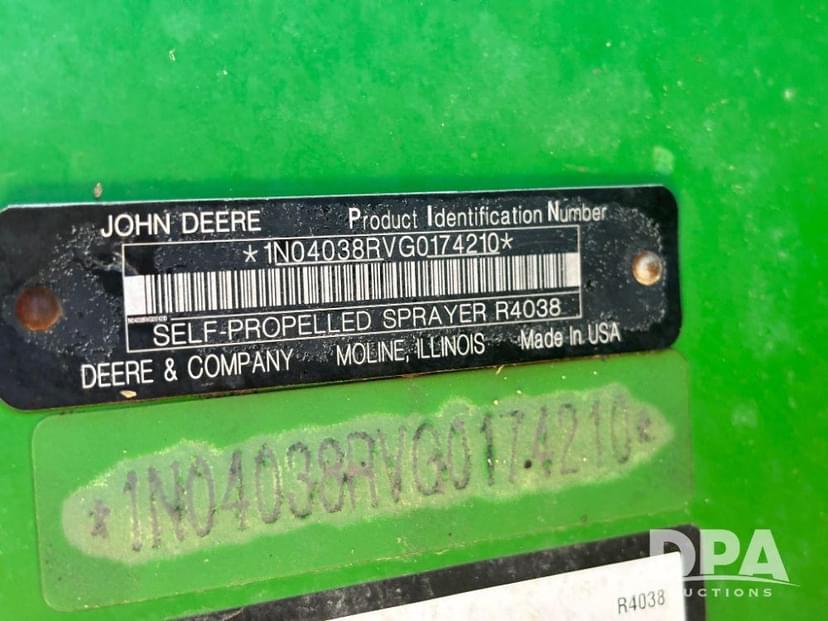 JOHN DEERE Product Identification Number
*1N04038RVG0174210*
SELF-PROPELLED SPRAYER R4038
DEERE & COMPANY MOLINE, ILLINOIS Made In USA
*1N04038RVG0174210*
DPA
UCTIONS
R4038